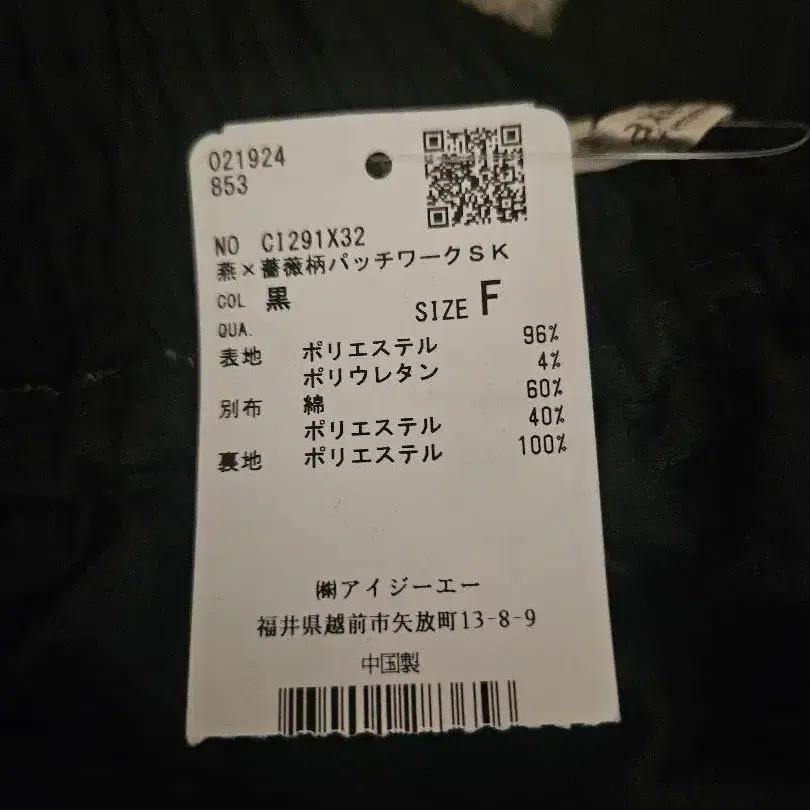 021924
853
NO CI291X32
燕×薔薇柄パッチワークSK
COL 黒
SIZE F
QUA.
表地 ポリエステル 96%
ポリウレタン 4%
別布 綿 60%
ポリエステル 40%
裏地 ポリエステル 100%
㈱アイジーエー
福井県越前市矢放町13-8-9
中国製